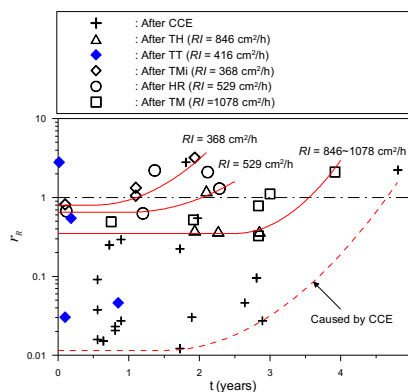 : After CCE
: After TH (RI = 846 cm²/h)
: After TT (RI = 416 cm²/h)
: After TMi (RI = 368 cm²/h)
: After HR (RI = 529 cm²/h)
: After TM (RI =1078 cm²/h)
10
1
0.1
0.01
r_R
RI = 368 cm²/h
RI = 529 cm²/h
RI = 846~1078 cm²/h
Caused by CCE
0 1 2 3 4 5
t (years)